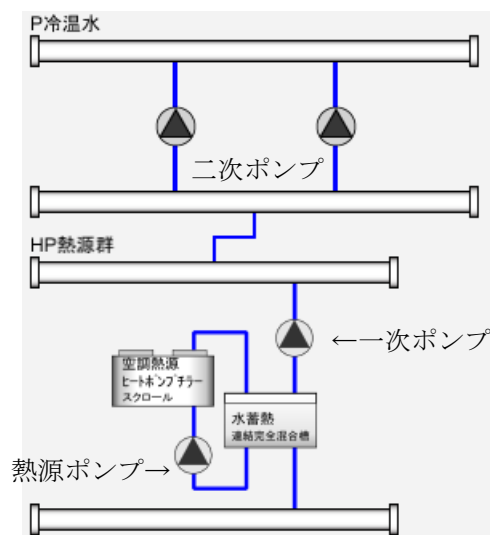 P冷温水
二次ポンプ
HP熱源群
←一次ポンプ
空調熱源
ヒートポンプチラー
スクロール
水蓄熱
連結完全混合槽
熱源ポンプ→